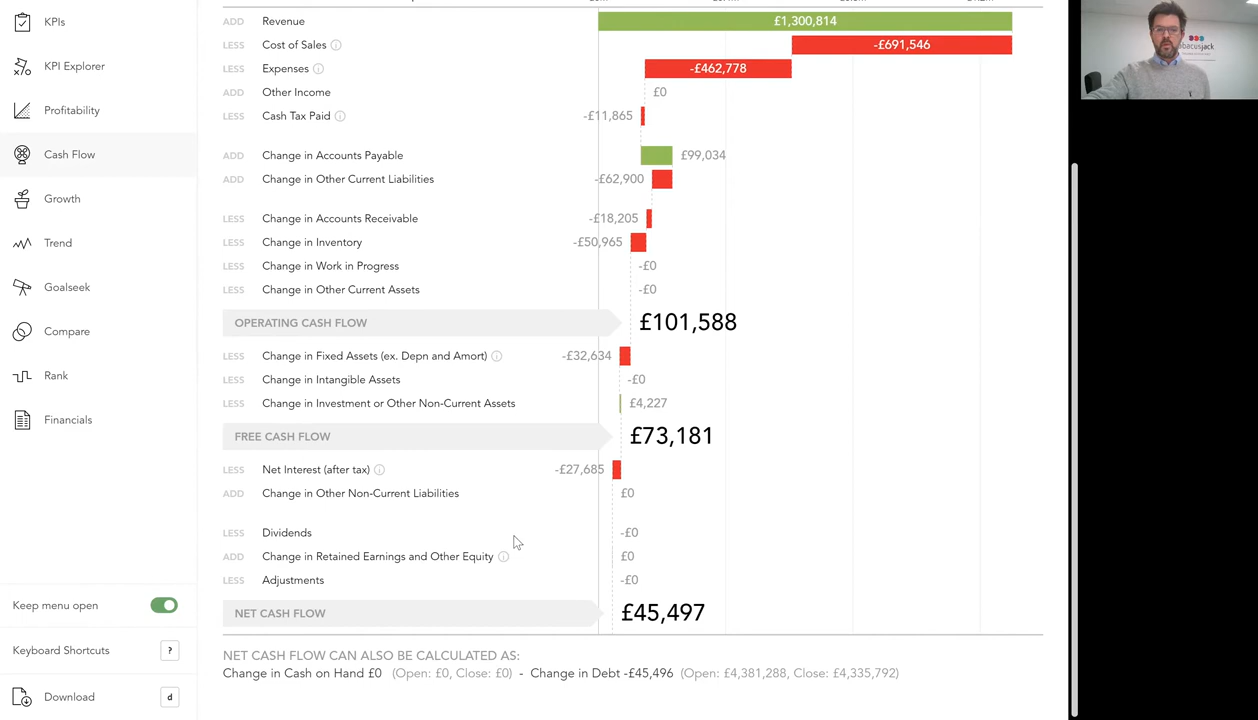 KPIs
KPI Explorer
Profitability
Cash Flow
Growth
Trend
Goalseek
Compare
Rank
Financials
Keep menu open
Keyboard Shortcuts ?
Download d
ADD Revenue £1,300,814
LESS Cost of Sales -£691,546
LESS Expenses -£462,778
ADD Other Income £0
LESS Cash Tax Paid -£11,865
ADD Change in Accounts Payable £99,034
ADD Change in Other Current Liabilities -£62,900
LESS Change in Accounts Receivable -£18,205
LESS Change in Inventory -£50,965
LESS Change in Work in Progress -£0
LESS Change in Other Current Assets -£0
OPERATING CASH FLOW £101,588
LESS Change in Fixed Assets (ex. Depn and Amort) -£32,634
LESS Change in Intangible Assets -£0
LESS Change in Investment or Other Non-Current Assets £4,227
FREE CASH FLOW £73,181
LESS Net Interest (after tax) -£27,685
ADD Change in Other Non-Current Liabilities £0
LESS Dividends -£0
ADD Change in Retained Earnings and Other Equity £0
LESS Adjustments -£0
NET CASH FLOW £45,497
NET CASH FLOW CAN ALSO BE CALCULATED AS:
Change in Cash on Hand £0 (Open: £0, Close: £0) - Change in Debt -£45,496 (Open: £4,381,288, Close: £4,335,792)
abacusjack